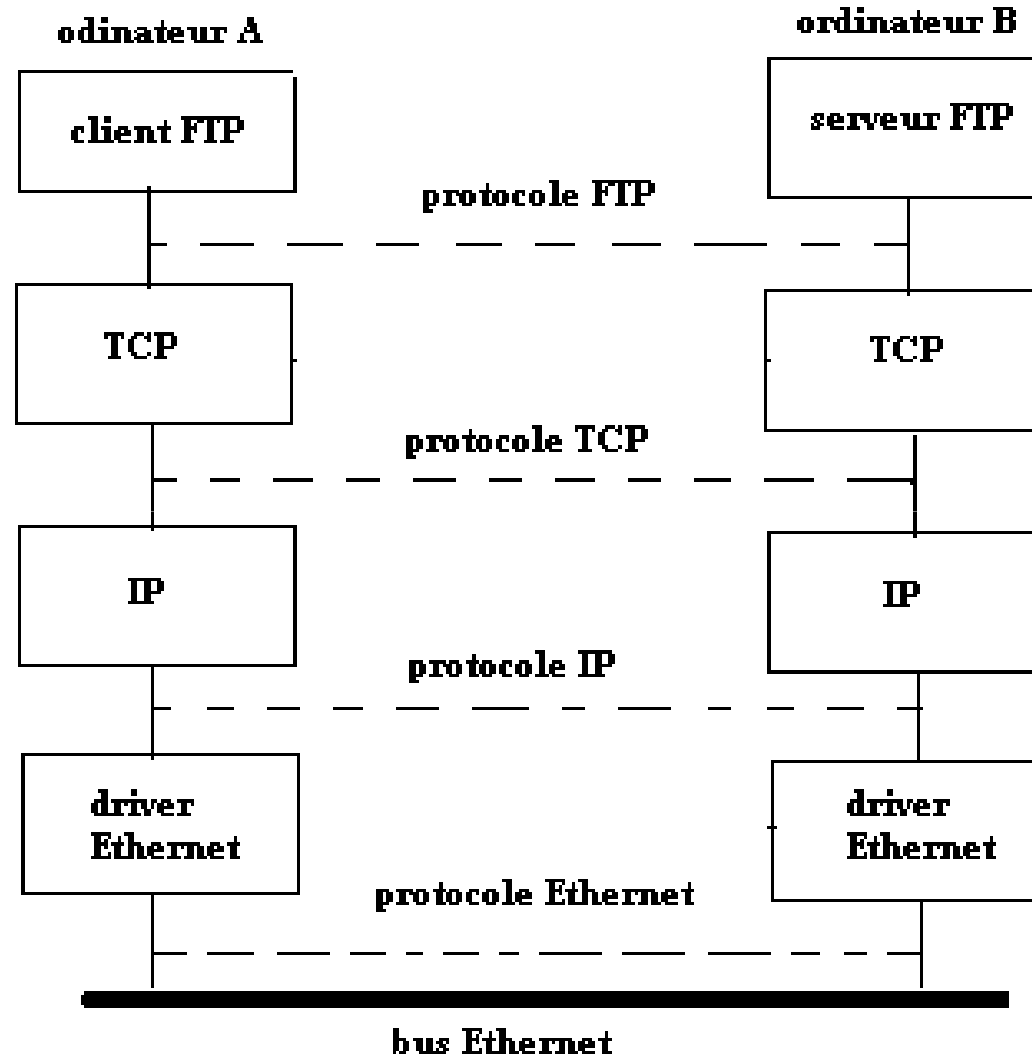 odinateur A
ordinateur B
client FTP
serveur FTP
protocole FTP
TCP
TCP
protocole TCP
IP
IP
protocole IP
driver
Ethernet
driver
Ethernet
protocole Ethernet
bus Ethernet